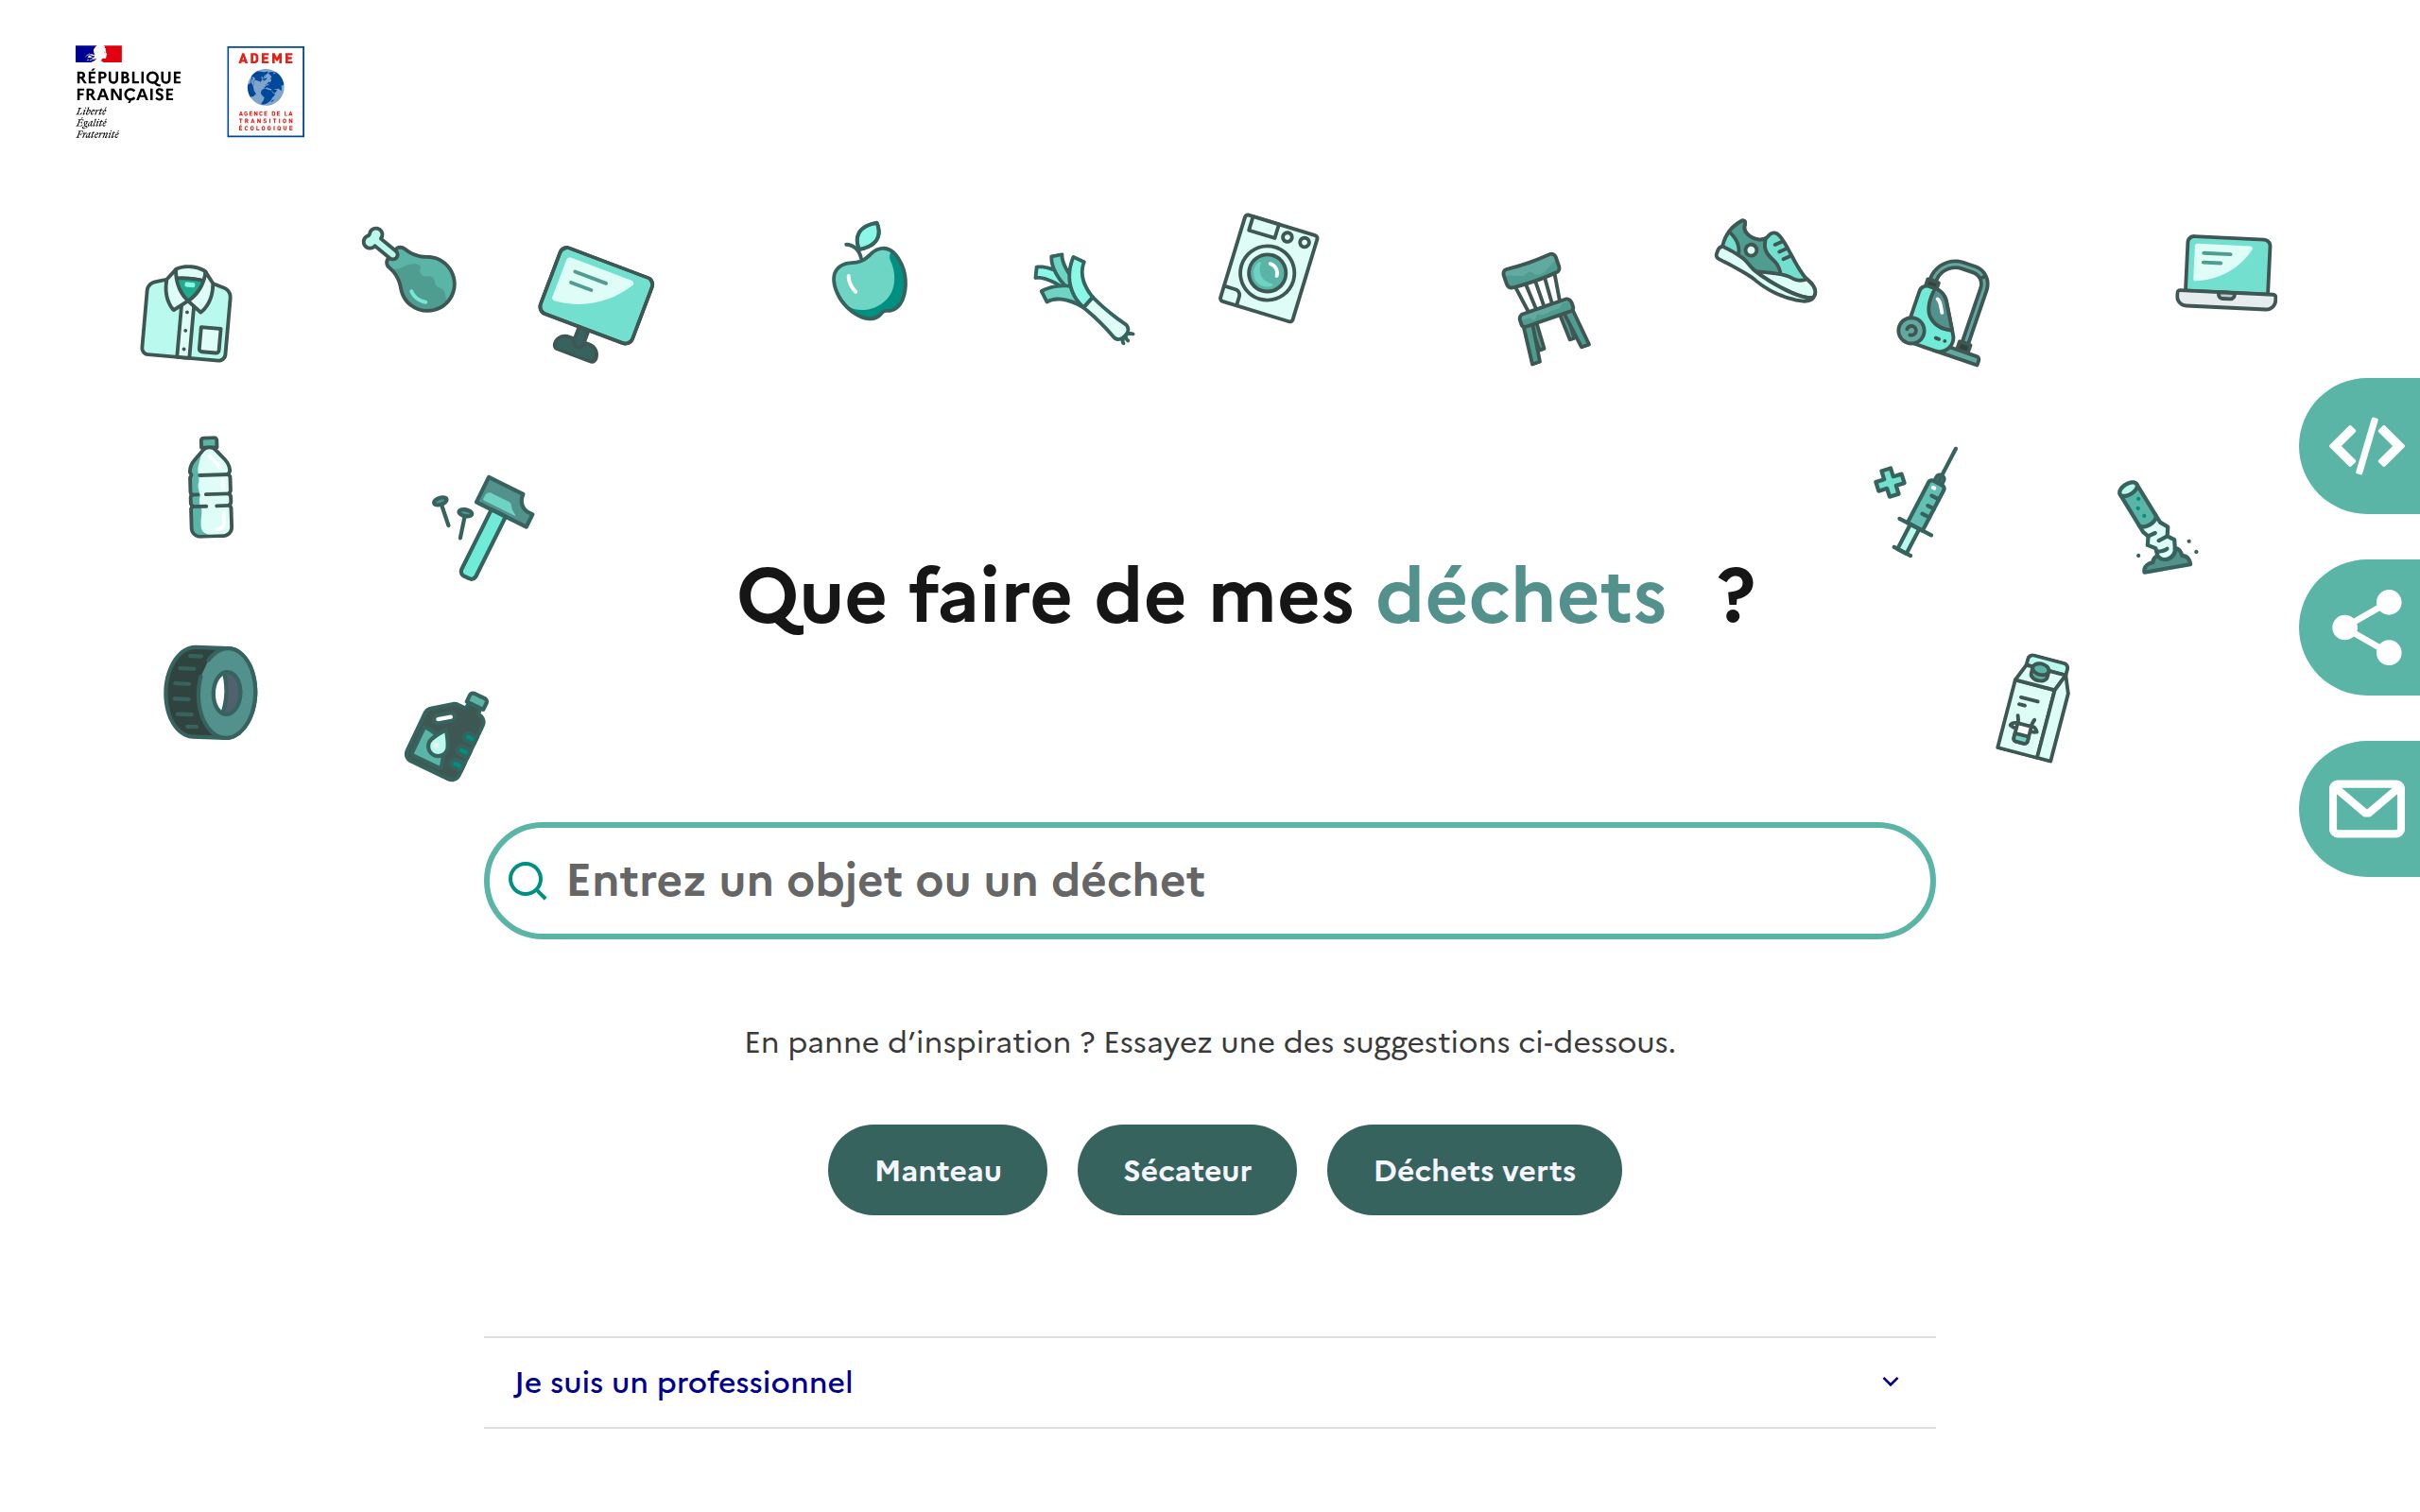 RÉPUBLIQUE
FRANÇAISE
Liberté
Égalité
Fraternité
ADEME
AGENCE DE LA
TRANSITION
ÉCOLOGIQUE
Que faire de mes déchets ?
Entrez un objet ou un déchet
En panne d’inspiration ? Essayez une des suggestions ci-dessous.
Manteau Sécateur Déchets verts
Je suis un professionnel